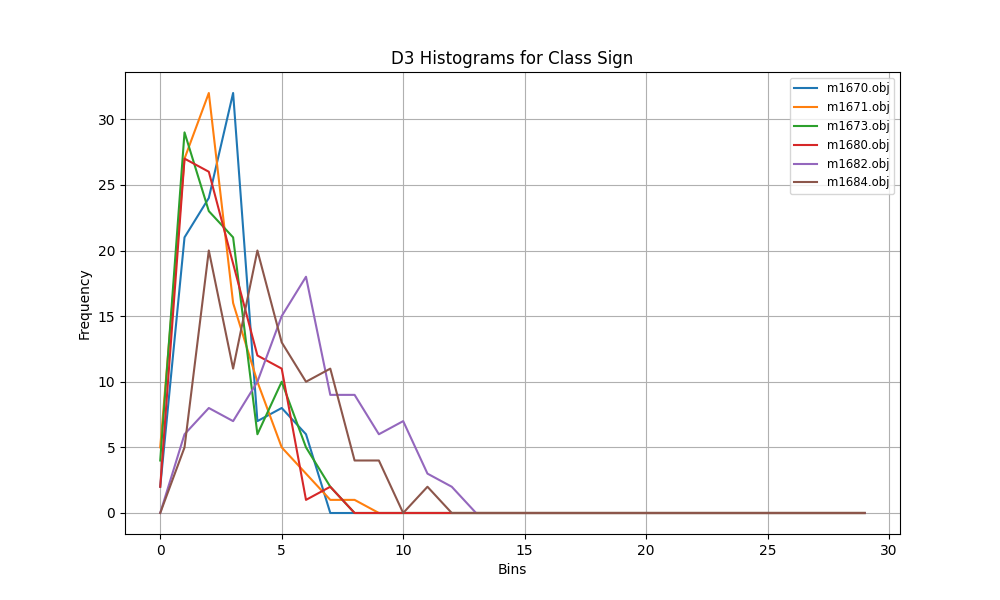 D3 Histograms for Class Sign
m1670.obj
m1671.obj
m1673.obj
m1680.obj
m1682.obj
m1684.obj
30
25
20
15
10
5
0
Frequency
0 5 10 15 20 25 30
Bins